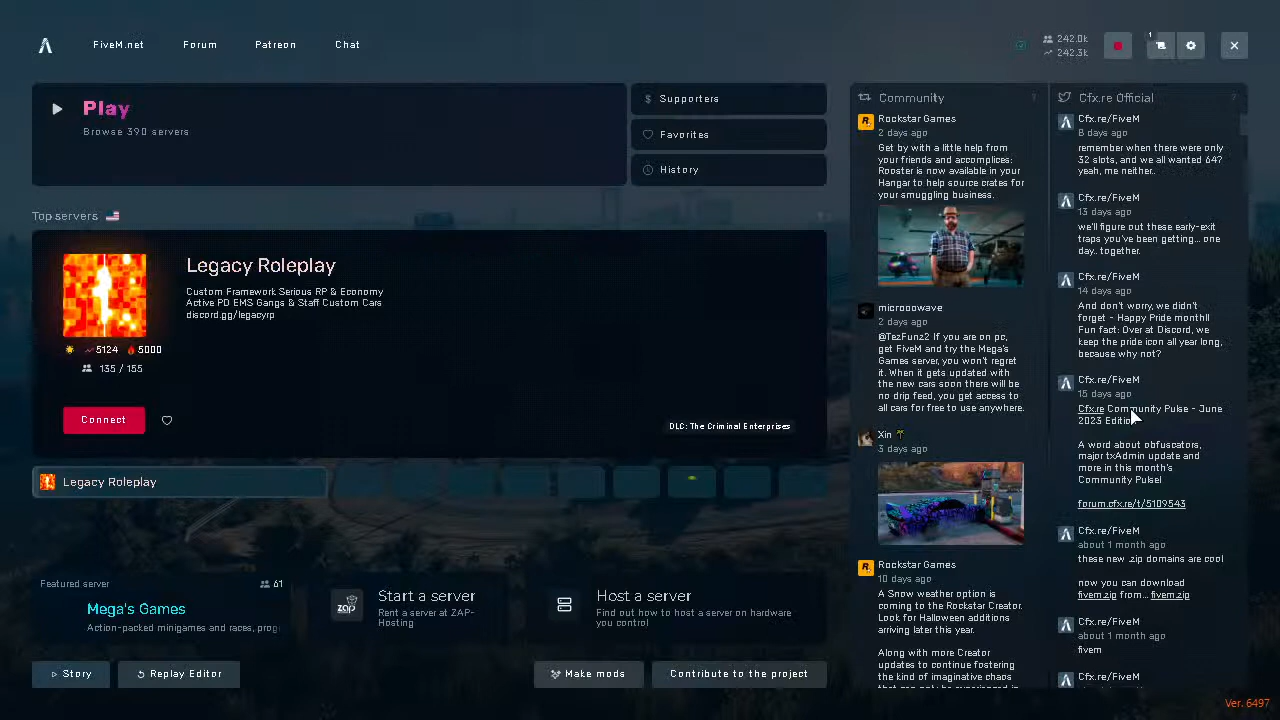 FiveM.net
Forum
Patreon
Chat
242.0k
242.3k
1
Play
Browse 390 servers
Supporters
Favorites
History
Top servers
Legacy Roleplay
Custom Framework Serious RP & Economy
Active PD EMS Gangs & Staff Custom Cars
discord.gg/legacyrp
5124
5000
135 / 155
Connect
DLC: The Criminal Enterprises
Legacy Roleplay
Featured server
61
Mega's Games
Action-packed minigames and races, prog
zap
Start a server
Rent a server at ZAP-
Hosting
Host a server
Find out how to host a server on hardware
you control
Story
Replay Editor
Make mods
Contribute to the project
Community
?
Rockstar Games
2 days ago
Get by with a little help from
your friends and accomplices:
Rooster is now available in your
Hangar to help source crates for
your smuggling business.
microoowave
2 days ago
@TezFunz2 If you are on pc,
get FiveM and try the Mega's
Games server, you won't regret
it. When it gets updated with
the new cars soon there will be
no drip feed, you get access to
all cars for free to use anywhere.
Xin
3 days ago
Rockstar Games
10 days ago
A Snow weather option is
coming to the Rockstar Creator.
Look for Halloween additions
arriving later this year.
Along with more Creator
updates to continue fostering
the kind of imaginative chaos
that can only be experienced in
Cfx.re Official
?
Cfx.re/FiveM
8 days ago
remember when there were only
32 slots, and we all wanted 64?
yeah, me neither..
Cfx.re/FiveM
13 days ago
we'll figure out these early-exit
traps you've been getting... one
day.. together.
Cfx.re/FiveM
14 days ago
And don't worry, we didn't
forget - Happy Pride month!!
Fun fact: Over at Discord, we
keep the pride icon all year long,
because why not?
Cfx.re/FiveM
15 days ago
Cfx.re Community Pulse - June
2023 Edition
A word about obfuscators,
major txAdmin update and
more in this month's
Community Pulse!
forum.cfx.re/t/5109543
Cfx.re/FiveM
about 1 month ago
these new .zip domains are cool
now you can download
fivem.zip from... fivem.zip
Cfx.re/FiveM
about 1 month ago
fivem
Cfx.re/FiveM
Ver. 6497